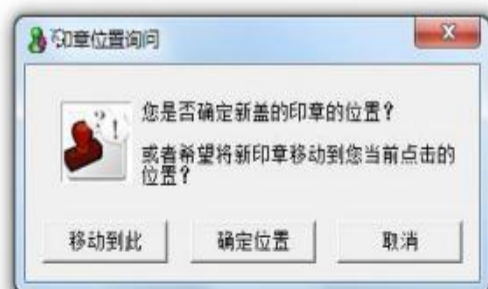 印章位置询问
您是否确定新盖的印章的位置？
或者希望将新印章移动到您当前点击的
位置？
移动到此 确定位置 取消